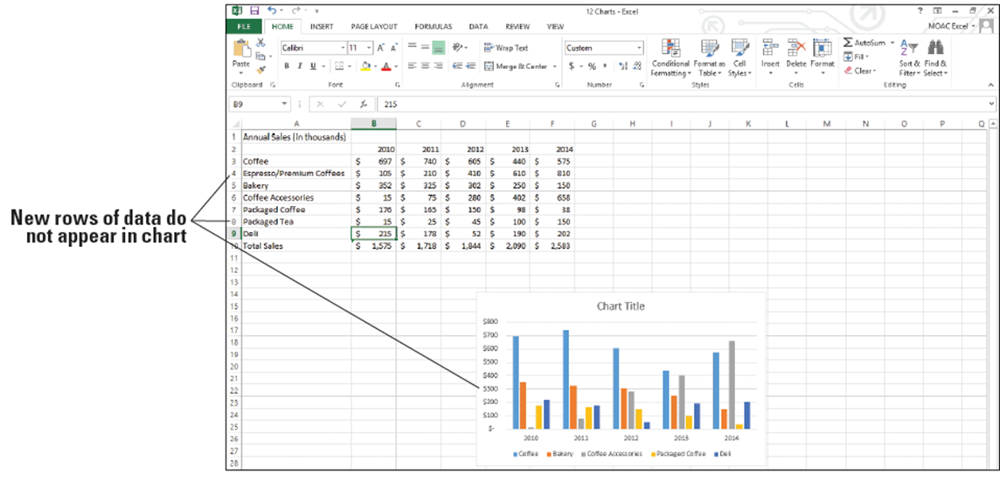 12 Charts - Excel
FILE HOME INSERT PAGE LAYOUT FORMULAS DATA REVIEW VIEW MOAC Excel
Calibri 11 A A Wrap Text Custom AutoSum
Fill
Paste B I U A Merge & Center $ % Conditional Format as Cell Insert Delete Format Clear Sort & Find &
Formatting Table Styles Filter Select
Clipboard Font Alignment Number Styles Cells Editing
B9 fx 215
A B C D E F G H I J K L M N O P Q
1 Annual Sales (In thousands)
2 2010 2011 2012 2013 2014
3 Coffee $ 697 $ 740 $ 605 $ 440 $ 575
4 Espresso/Premium Coffees $ 105 $ 210 $ 410 $ 610 $ 810
5 Bakery $ 352 $ 325 $ 302 $ 250 $ 150
6 Coffee Accessories $ 15 $ 75 $ 280 $ 402 $ 658
7 Packaged Coffee $ 176 $ 165 $ 150 $ 98 $ 38
8 Packaged Tea $ 15 $ 25 $ 45 $ 100 $ 150
9 Deli $ 215 $ 178 $ 52 $ 190 $ 202
10 Total Sales $ 1,575 $ 1,718 $ 1,844 $ 2,090 $ 2,583
11
12
13
14
15
16
17
18
19
20
21
22
23
24
25
26
27
28
New rows of data do
not appear in chart
Chart Title
$800
$700
$600
$500
$400
$300
$200
$100
$-
2010 2011 2012 2013 2014
Coffee Bakery Coffee Accessories Packaged Coffee Deli